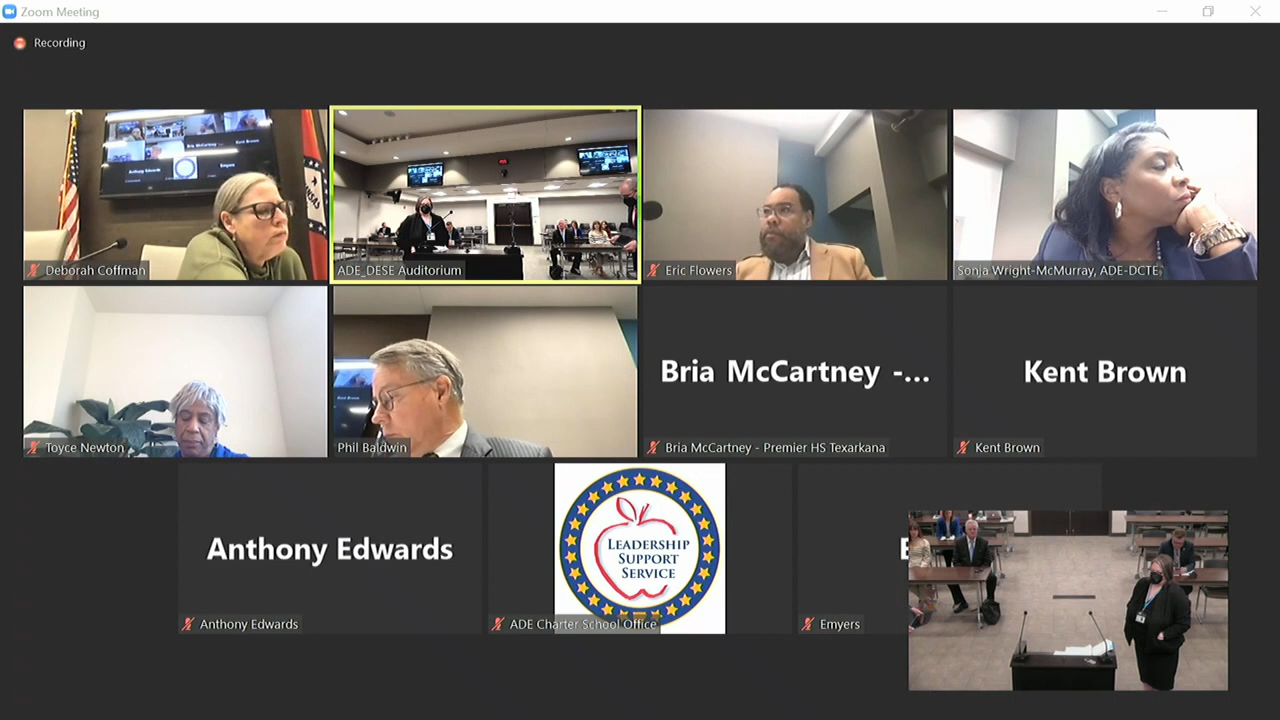 Zoom Meeting
Recording
Deborah Coffman
ADE_DESE Auditorium
Eric Flowers
Sonja Wright-McMurray, ADE-DCTE
Toyce Newton
Phil Baldwin
Bria McCartney -...
Bria McCartney - Premier HS Texarkana
Kent Brown
Kent Brown
Anthony Edwards
Anthony Edwards
LEADERSHIP
SUPPORT
SERVICE
ADE Charter School Office
E
Emyers